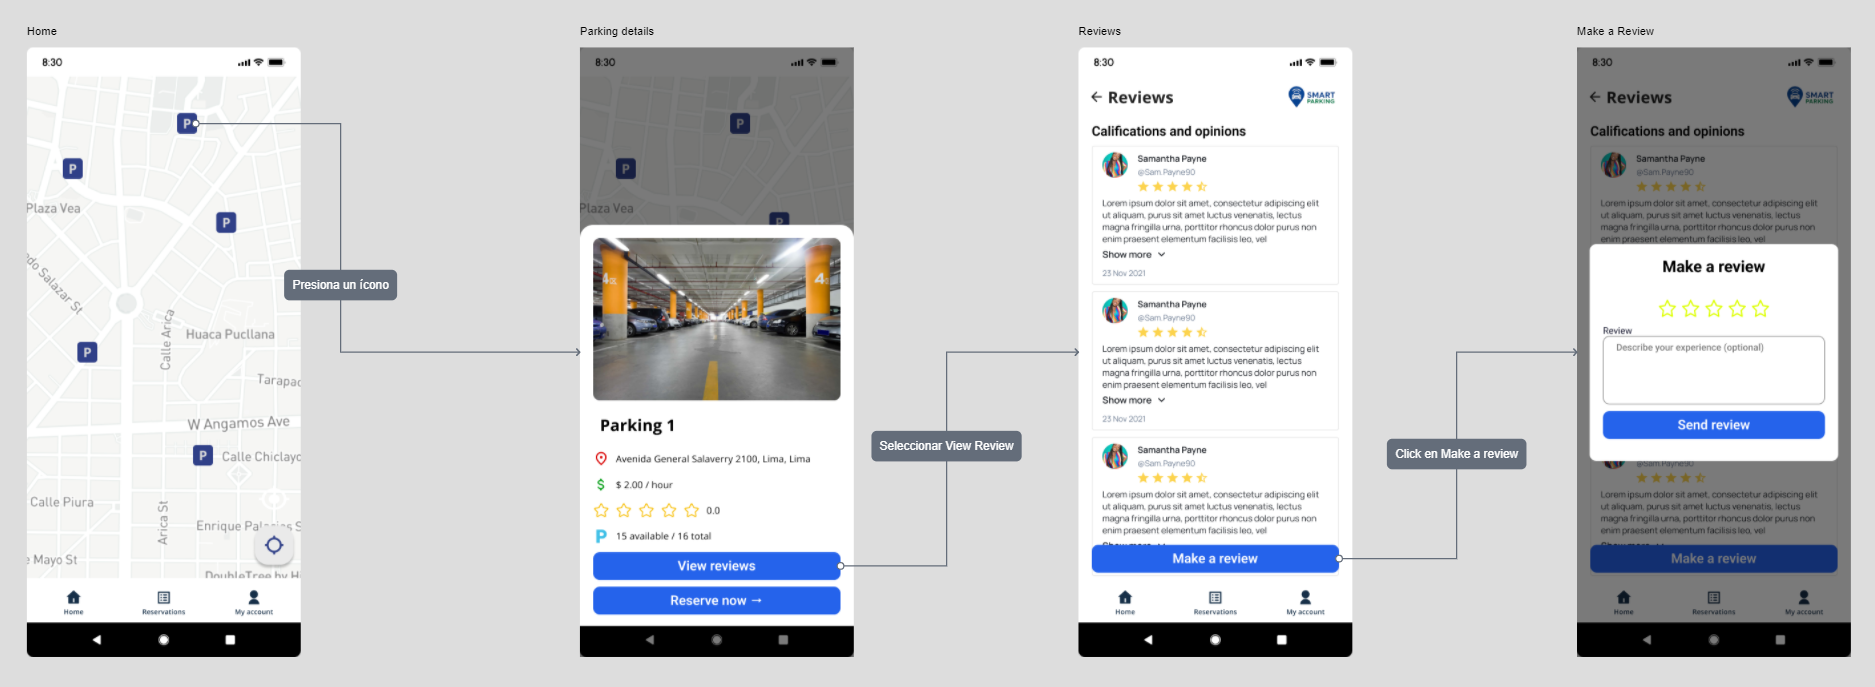 Home
8:30
P
P
Plaza Vea
P
do Salazar St
Calle Arica
Huaca Pucllana
P
Tarapac
W Angamos Ave
P
Calle Chiclayo
Calle Piura
Arica St
Enrique Palacios S
e Mayo St
DoubleTree by H
Home
Reservations
My account
Presiona un ícono
Parking details
8:30
P
P
Plaza Vea
P
4
4
Parking 1
Avenida General Salaverry 2100, Lima, Lima
$ 2.00 / hour
0.0
P 15 available / 16 total
View reviews
Reserve now →
Seleccionar View Review
Reviews
8:30
← Reviews
SMART
PARKING
Califications and opinions
Samantha Payne
@Sam.Payne90
Lorem ipsum dolor sit amet, consectetur adipiscing elit
ut aliquam, purus sit amet luctus venenatis, lectus
magna fringilla urna, porttitor rhoncus dolor purus non
enim praesent elementum facilisis leo, vel
Show more
23 Nov 2021
Samantha Payne
@Sam.Payne90
Lorem ipsum dolor sit amet, consectetur adipiscing elit
ut aliquam, purus sit amet luctus venenatis, lectus
magna fringilla urna, porttitor rhoncus dolor purus non
enim praesent elementum facilisis leo, vel
Show more
23 Nov 2021
Samantha Payne
@Sam.Payne90
Lorem ipsum dolor sit amet, consectetur adipiscing elit
ut aliquam, purus sit amet luctus venenatis, lectus
magna fringilla urna, porttitor rhoncus dolor purus non
enim praesent elementum facilisis leo, vel
Show more
Make a review
Home
Reservations
My account
Click en Make a review
Make a Review
8:30
← Reviews
SMART
PARKING
Califications and opinions
Samantha Payne
@Sam.Payne90
Lorem ipsum dolor sit amet, consectetur adipiscing elit
ut aliquam, purus sit amet luctus venenatis, lectus
magna fringilla urna, porttitor rhoncus dolor purus non
enim praesent elementum facilisis leo, vel
Make a review
Review
Describe your experience (optional)
Send review
@Sam.Payne90
Lorem ipsum dolor sit amet, consectetur adipiscing elit
ut aliquam, purus sit amet luctus venenatis, lectus
magna fringilla urna, porttitor rhoncus dolor purus non
enim praesent elementum facilisis leo, vel
Show more
Make a review
Home
Reservations
My account